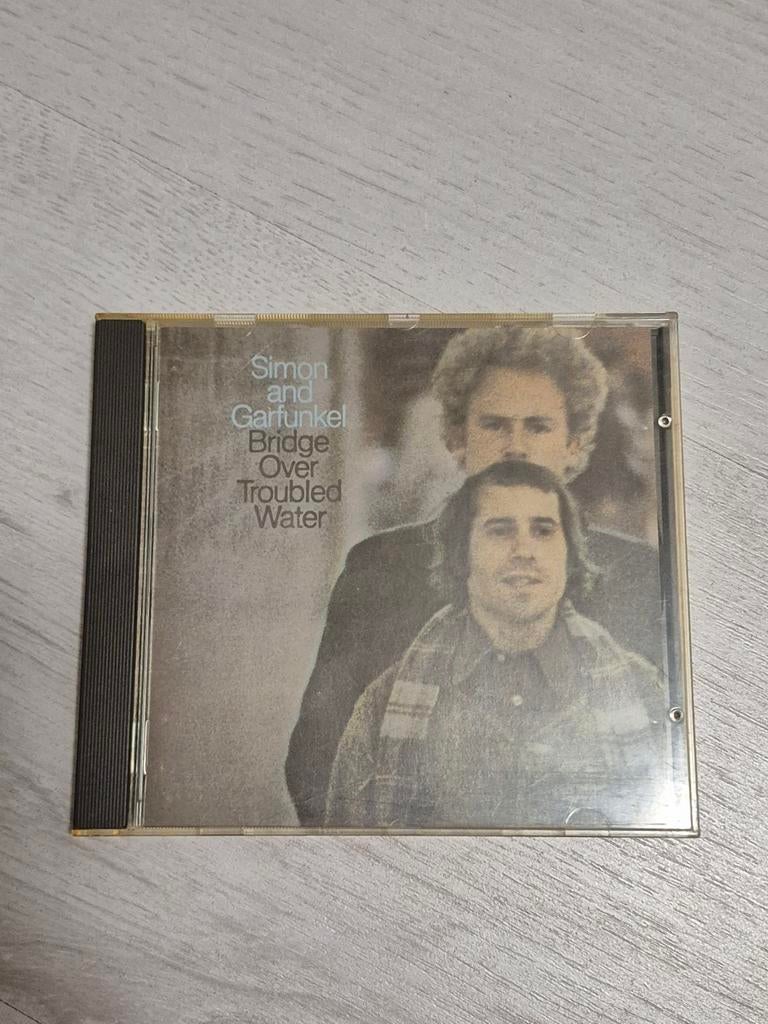 Simon
and
Garfunkel
Bridge
Over
Troubled
Water